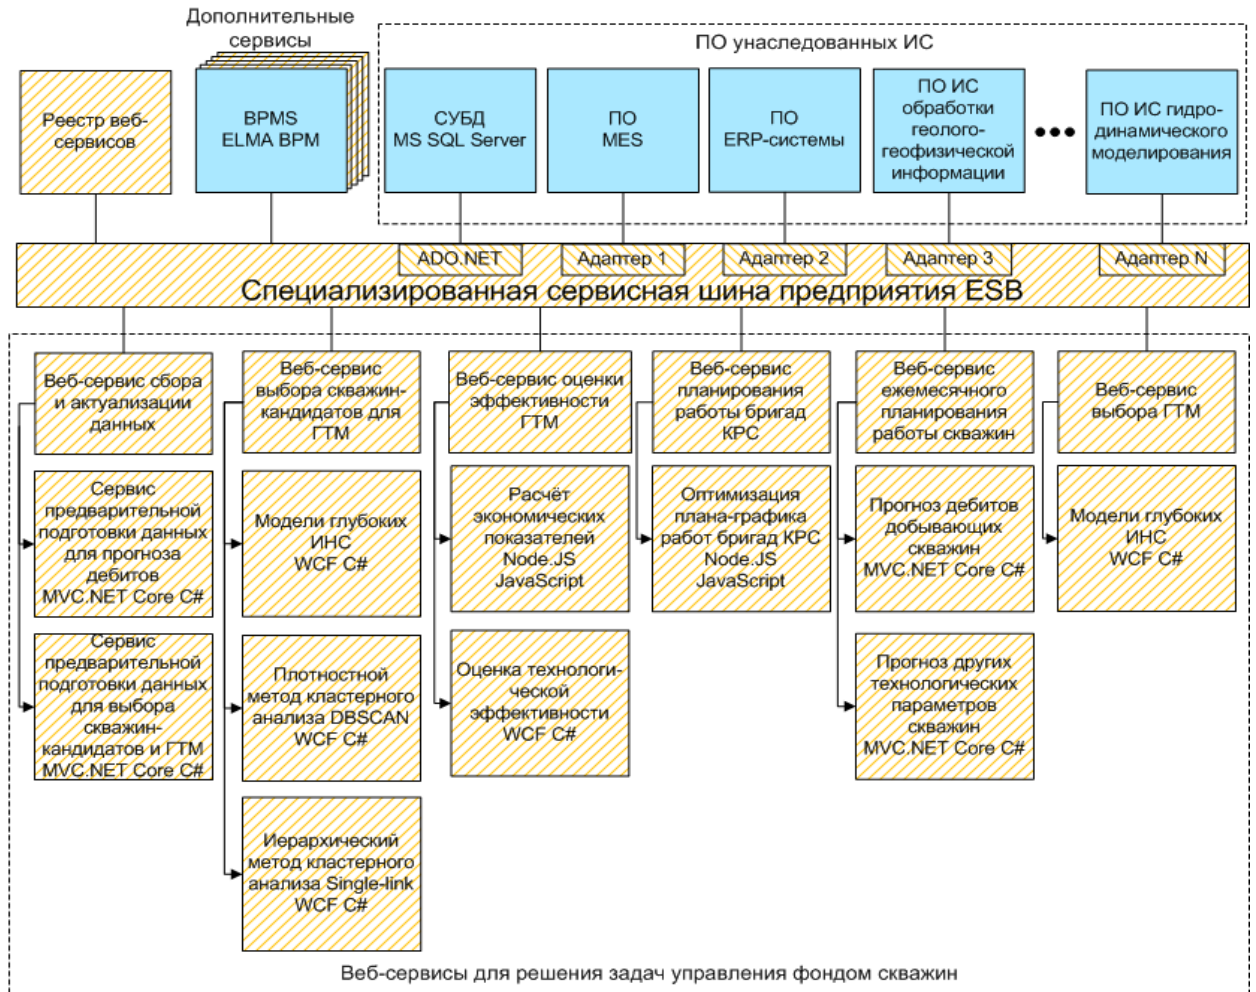 Дополнительные
сервисы
ПО унаследованных ИС
Реестр веб-
сервисов
BPMS
ELMA BPM
СУБД
MS SQL Server
ПО
MES
ПО
ERP-системы
ПО ИС
обработки
геолого-
геофизической
информации
ПО ИС гидро-
динамического
моделирования
ADO.NET
Адаптер 1
Адаптер 2
Адаптер 3
Адаптер N
Специализированная сервисная шина предприятия ESB
Веб-сервис сбора
и актуализации
данных
Веб-сервис
выбора скважин-
кандидатов для
ГТМ
Веб-сервис оценки
эффективности
ГТМ
Веб-сервис
планирования
работы бригад
КРС
Веб-сервис
ежемесячного
планирования
работы скважин
Веб-сервис
выбора ГТМ
Сервис
предварительной
подготовки данных
для прогноза
дебитов
MVC.NET Core C#
Модели глубоких
ИНС
WCF C#
Расчёт
экономических
показателей
Node.JS
JavaScript
Оптимизация
плана-графика
работ бригад КРС
Node.JS
JavaScript
Прогноз дебитов
добывающих
скважин
MVC.NET Core C#
Модели глубоких
ИНС
WCF C#
Сервис
предварительной
подготовки данных
для выбора
скважин-
кандидатов и ГТМ
MVC.NET Core C#
Плотностной
метод кластерного
анализа DBSCAN
WCF C#
Оценка технологи-
ческой
эффективности
WCF C#
Прогноз других
технологических
параметров
скважин
MVC.NET Core C#
Иерархический
метод кластерного
анализа Single-link
WCF C#
Веб-сервисы для решения задач управления фондом скважин